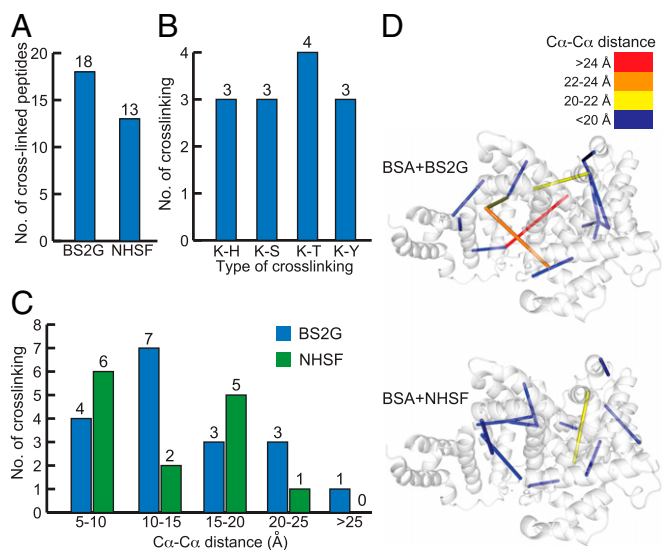 A
No. of cross-linked peptides
20
15
10
5
0
18
13
BS2G NHSF
B
No. of crosslinking
4
3
2
1
0
3 3 4 3
K-H K-S K-T K-Y
Type of crosslinking
C
No. of crosslinking
8
7
6
5
4
3
2
1
0
BS2G
NHSF
4 6 7 2 3 5 3 1 1 0
5-10 10-15 15-20 20-25 >25
Cα-Cα distance (Å)
D
Cα-Cα distance
>24 Å
22-24 Å
20-22 Å
<20 Å
BSA+BS2G
BSA+NHSF